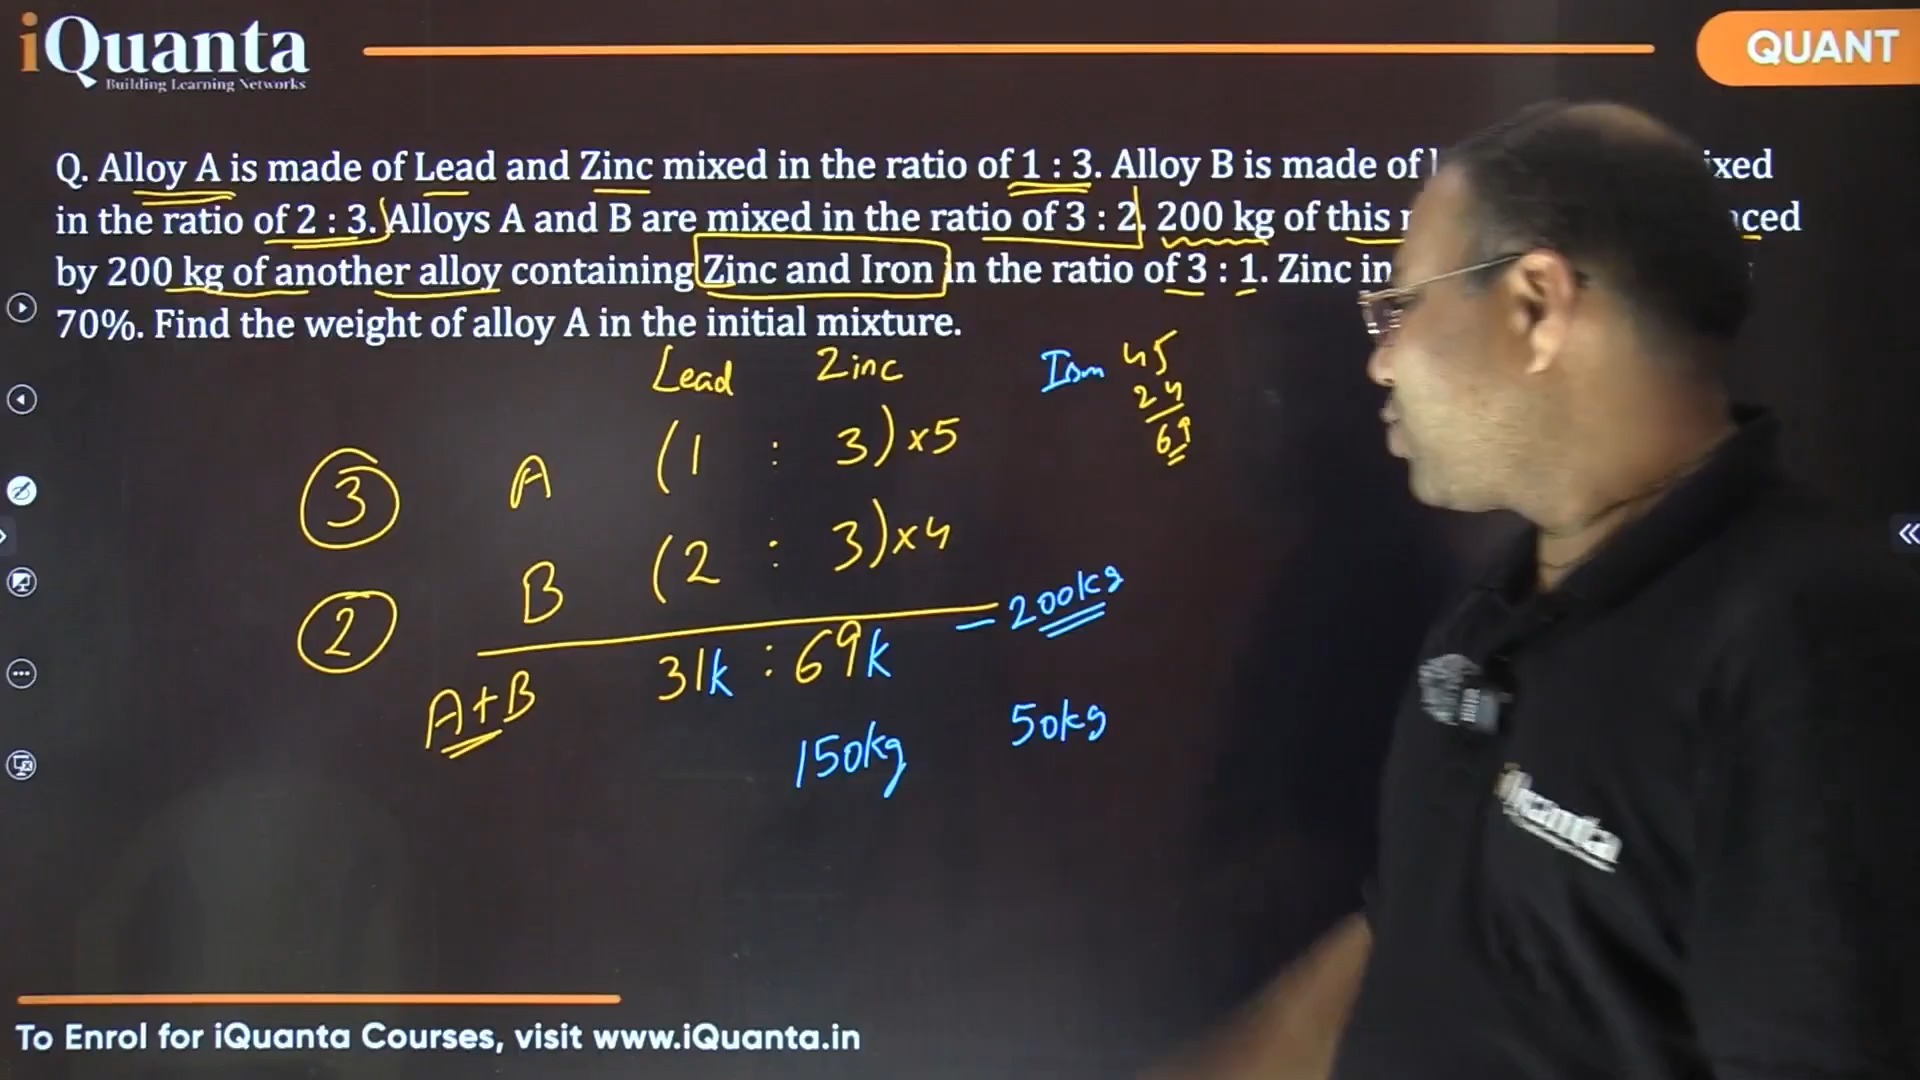 iQuanta
Building Learning Networks
QUANT
Q. Alloy A is made of Lead and Zinc mixed in the ratio of 1 : 3. Alloy B is made of
in the ratio of 2 : 3. Alloys A and B are mixed in the ratio of 3 : 2. 200 kg of this
by 200 kg of another alloy containing Zinc and Iron in the ratio of 3 : 1. Zinc in
70%. Find the weight of alloy A in the initial mixture.
Lead Zinc Iron 45
24
69
3 A (1 : 3)×5
2 B (2 : 3)×4
- 200kg
A+B 31k : 69k
150kg 50kg
To Enrol for iQuanta Courses, visit www.iQuanta.in